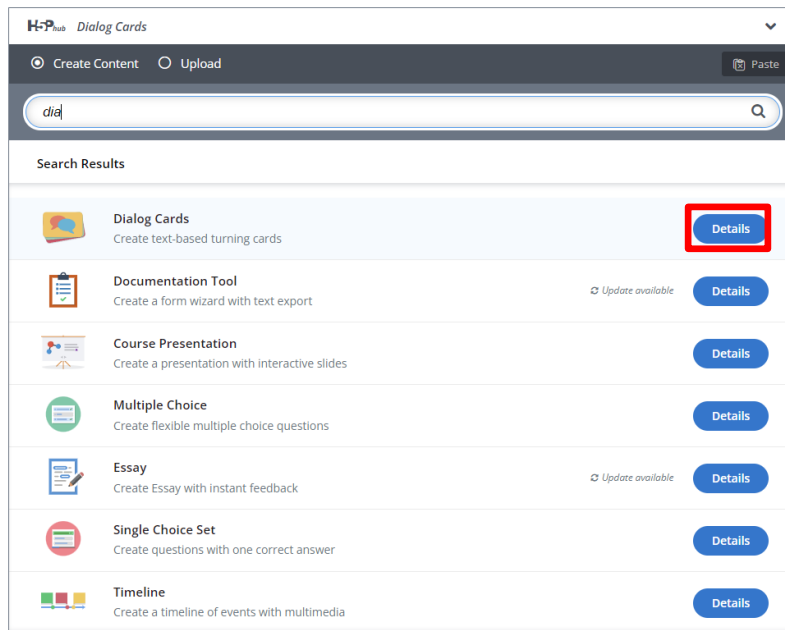 H5P hub Dialog Cards
Create Content Upload Paste
dia
Search Results
Dialog Cards
Create text-based turning cards
Details
Documentation Tool
Create a form wizard with text export
Update available
Details
Course Presentation
Create a presentation with interactive slides
Details
Multiple Choice
Create flexible multiple choice questions
Details
Essay
Create Essay with instant feedback
Update available
Details
Single Choice Set
Create questions with one correct answer
Details
Timeline
Create a timeline of events with multimedia
Details